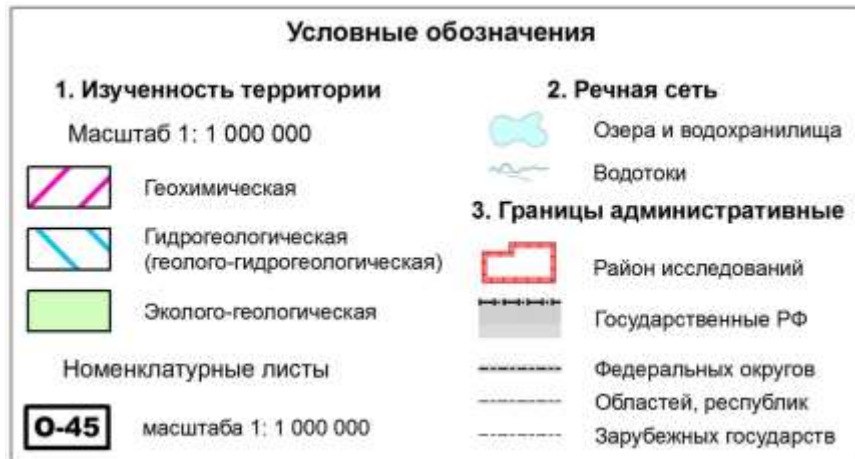 Условные обозначения
1. Изученность территории
Масштаб 1: 1 000 000
Геохимическая
Гидрогеологическая
(геолого-гидрогеологическая)
Эколого-геологическая
Номенклатурные листы
О-45
масштаба 1: 1 000 000
2. Речная сеть
Озера и водохранилища
Водотоки
3. Границы административные
Район исследований
Государственные РФ
Федеральных округов
Областей, республик
Зарубежных государств